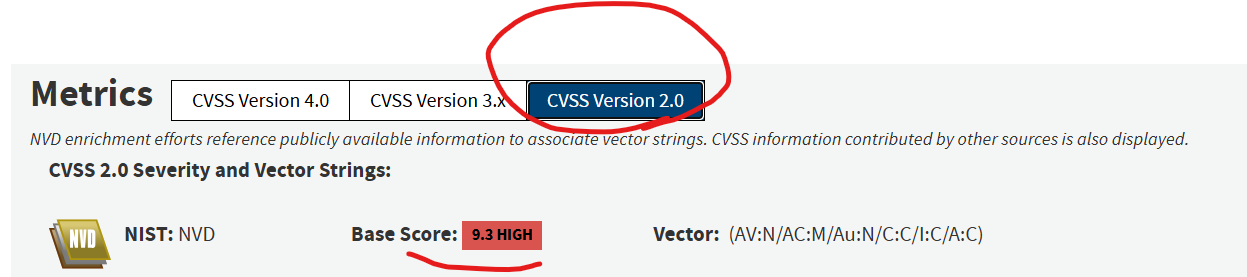 Metrics CVSS Version 4.0 CVSS Version 3.x CVSS Version 2.0
NVD enrichment efforts reference publicly available information to associate vector strings. CVSS information contributed by other sources is also displayed.
CVSS 2.0 Severity and Vector Strings:
NVD NIST: NVD Base Score: 9.3 HIGH Vector: (AV:N/AC:M/Au:N/C:C/I:C/A:C)